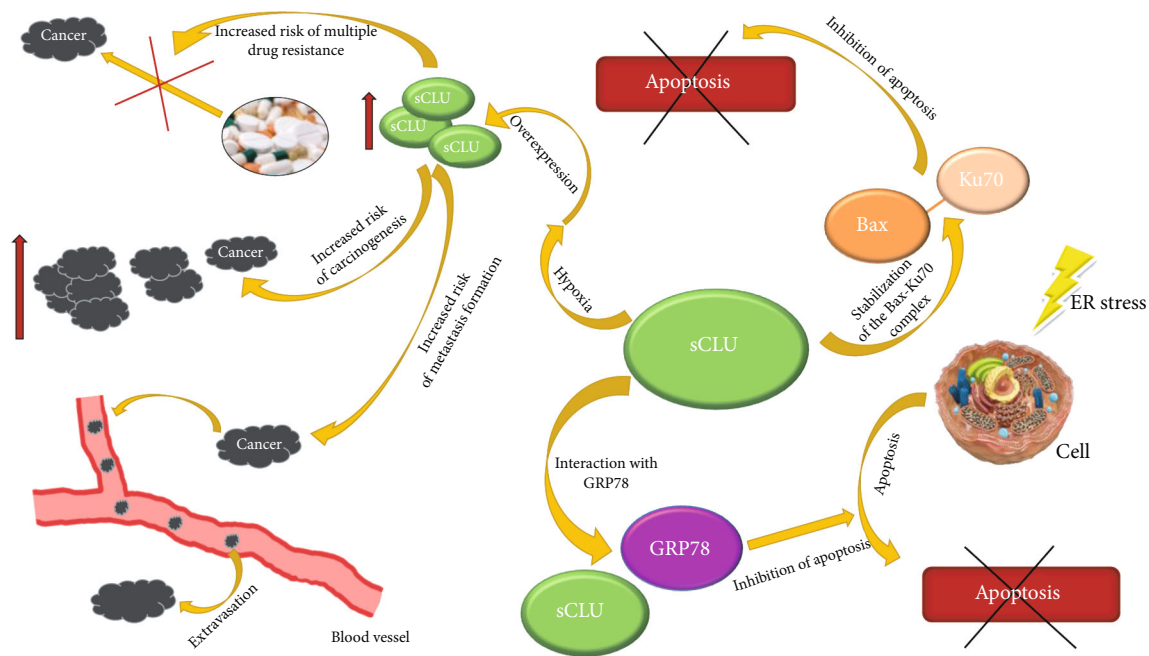 Cancer
Increased risk of multiple
drug resistance
sCLU
sCLU
sCLU
Overexpression
Hypoxia
Increased risk
of carcinogenesis
Cancer
Increased risk
of metastasis formation
Cancer
Extravasation
Blood vessel
Apoptosis
Inhibition of apoptosis
Ku70
Bax
Stabilization
of the Bax-Ku70
complex
sCLU
ER stress
Cell
Apoptosis
Interaction with
GRP78
GRP78
sCLU
Inhibition of apoptosis
Apoptosis